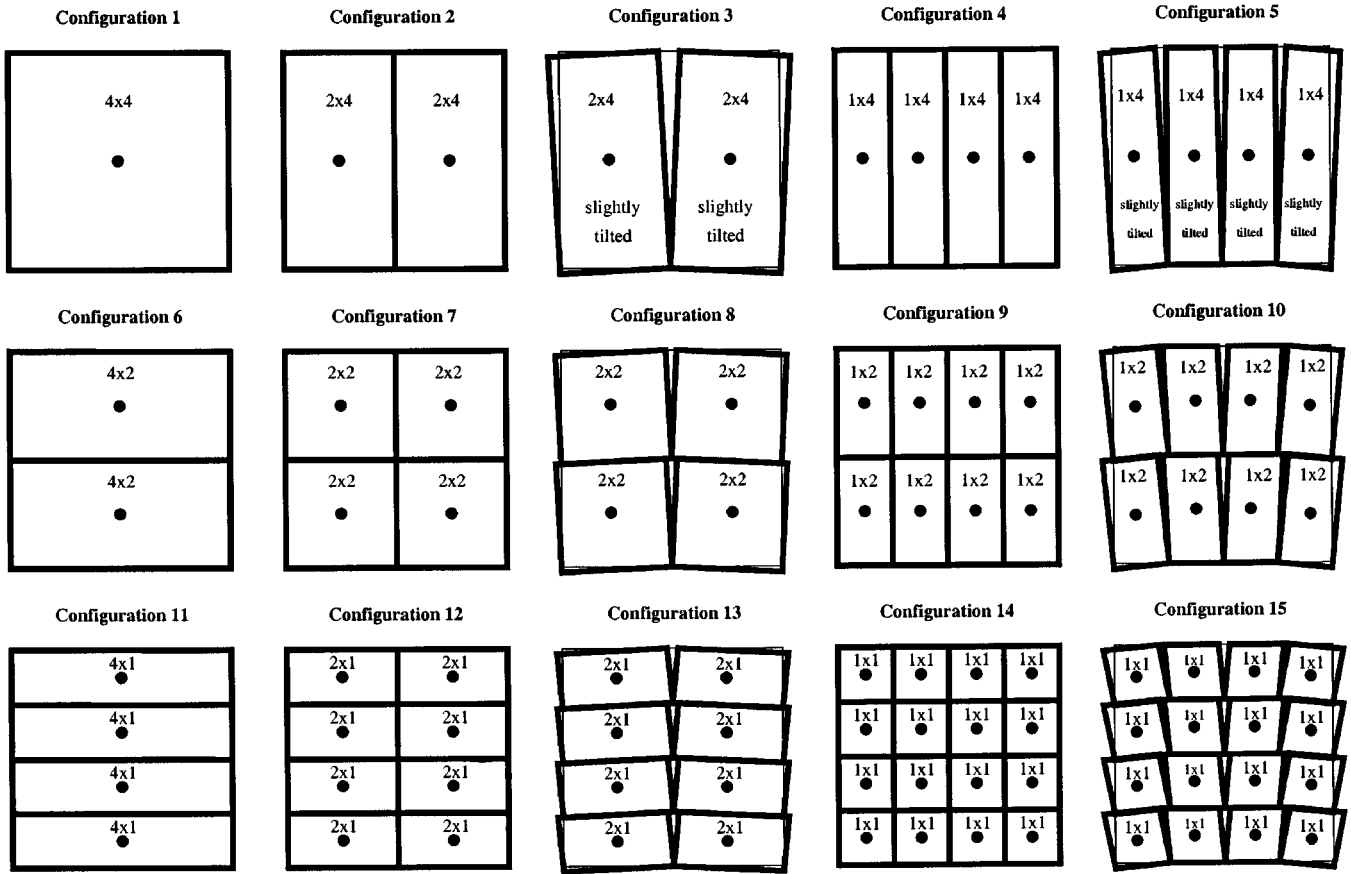 Configuration 1 Configuration 2 Configuration 3 Configuration 4 Configuration 5
4x4 2x4 2x4 2x4 2x4 1x4 1x4 1x4 1x4 1x4 1x4 1x4 1x4
slightly slightly slightly slightly slightly slightly
tilted tilted tilted tilted tilted tilted
Configuration 6 Configuration 7 Configuration 8 Configuration 9 Configuration 10
4x2 2x2 2x2 2x2 2x2 1x2 1x2 1x2 1x2 1x2 1x2 1x2 1x2
4x2 2x2 2x2 2x2 2x2 1x2 1x2 1x2 1x2 1x2 1x2 1x2 1x2
Configuration 11 Configuration 12 Configuration 13 Configuration 14 Configuration 15
4x1 2x1 2x1 2x1 2x1 1x1 1x1 1x1 1x1 1x1 1x1 1x1 1x1
4x1 2x1 2x1 2x1 2x1 1x1 1x1 1x1 1x1 1x1 1x1 1x1 1x1
4x1 2x1 2x1 2x1 2x1 1x1 1x1 1x1 1x1 1x1 1x1 1x1 1x1
4x1 2x1 2x1 2x1 2x1 1x1 1x1 1x1 1x1 1x1 1x1 1x1 1x1